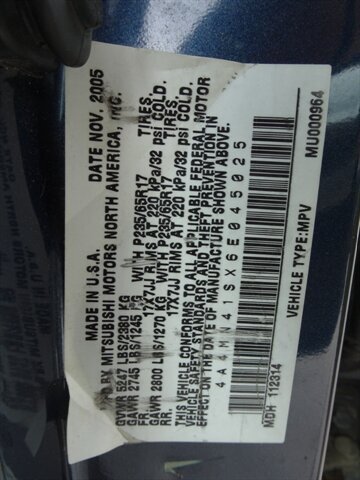 MADE IN U.S.A. DATE NOV. 2005
BY MITSUBISHI MOTORS NORTH AMERICA, INC.
GVWR 5247 LBS/2380 KG
GAWR 2745 LBS/1245 KG WITH P235/65R17 TIRES.
FR. 17X7JJ RIMS AT 220 kPa/32 psi COLD.
GAWR 2800 LBS/1270 KG WITH P235/65R17 TIRES.
RR. 17X7JJ RIMS AT 220 kPa/32 psi COLD.
THIS VEHICLE CONFORMS TO ALL APPLICABLE FEDERAL MOTOR
VEHICLE SAFETY STANDARDS AND THEFT PREVENTION IN
EFFECT ON THE DATE OF MANUFACTURE SHOWN ABOVE.
4A4MN41SX6E045025
MDH 112314 VEHICLE TYPE:MPV MU000964